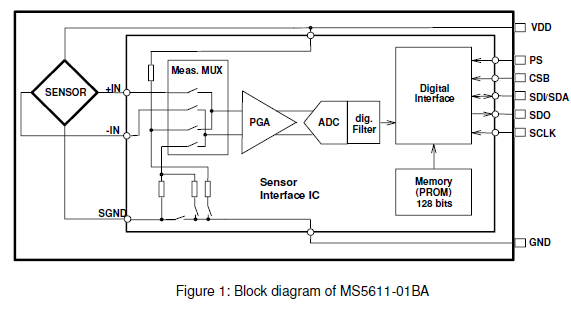 VDD
PS
CSB
SDI/SDA
SDO
SCLK
GND
SENSOR
+IN
-IN
SGND
Meas. MUX
PGA
ADC
dig.
Filter
Digital
Interface
Memory
(PROM)
128 bits
Sensor
Interface IC
Figure 1: Block diagram of MS5611-01BA